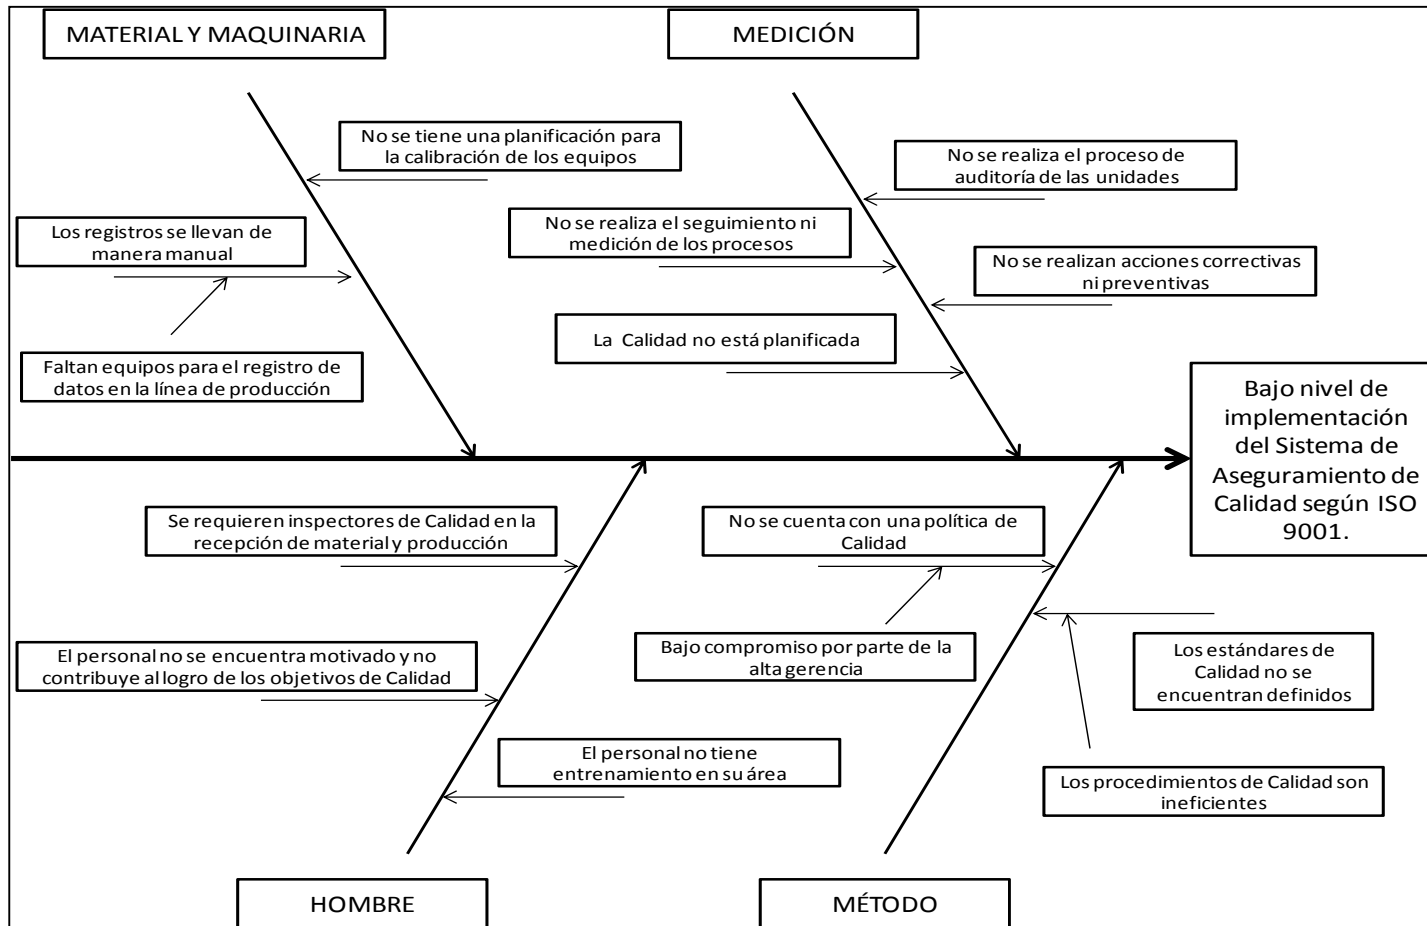 MATERIAL Y MAQUINARIA
MEDICIÓN
No se tiene una planificación para
la calibración de los equipos
No se realiza el proceso de
auditoría de las unidades
Los registros se llevan de
manera manual
No se realiza el seguimiento ni
medición de los procesos
No se realizan acciones correctivas
ni preventivas
La Calidad no está planificada
Faltan equipos para el registro de
datos en la línea de producción
Bajo nivel de
implementación
del Sistema de
Aseguramiento de
Calidad según ISO
9001.
Se requieren inspectores de Calidad en la
recepción de material y producción
No se cuenta con una política de
Calidad
El personal no se encuentra motivado y no
contribuye al logro de los objetivos de Calidad
Bajo compromiso por parte de la
alta gerencia
Los estándares de
Calidad no se
encuentran definidos
El personal no tiene
entrenamiento en su área
Los procedimientos de Calidad son
ineficientes
HOMBRE
MÉTODO